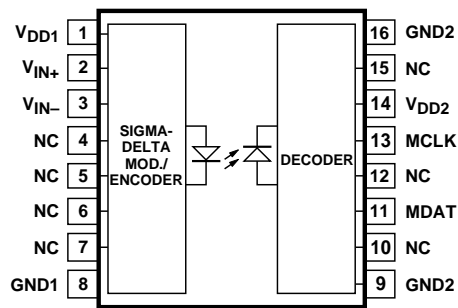 VDD1 1
VIN+ 2
VIN– 3
NC 4
NC 5
NC 6
NC 7
GND1 8
SIGMA-
DELTA
MOD./
ENCODER
DECODER
16 GND2
15 NC
14 VDD2
13 MCLK
12 NC
11 MDAT
10 NC
9 GND2